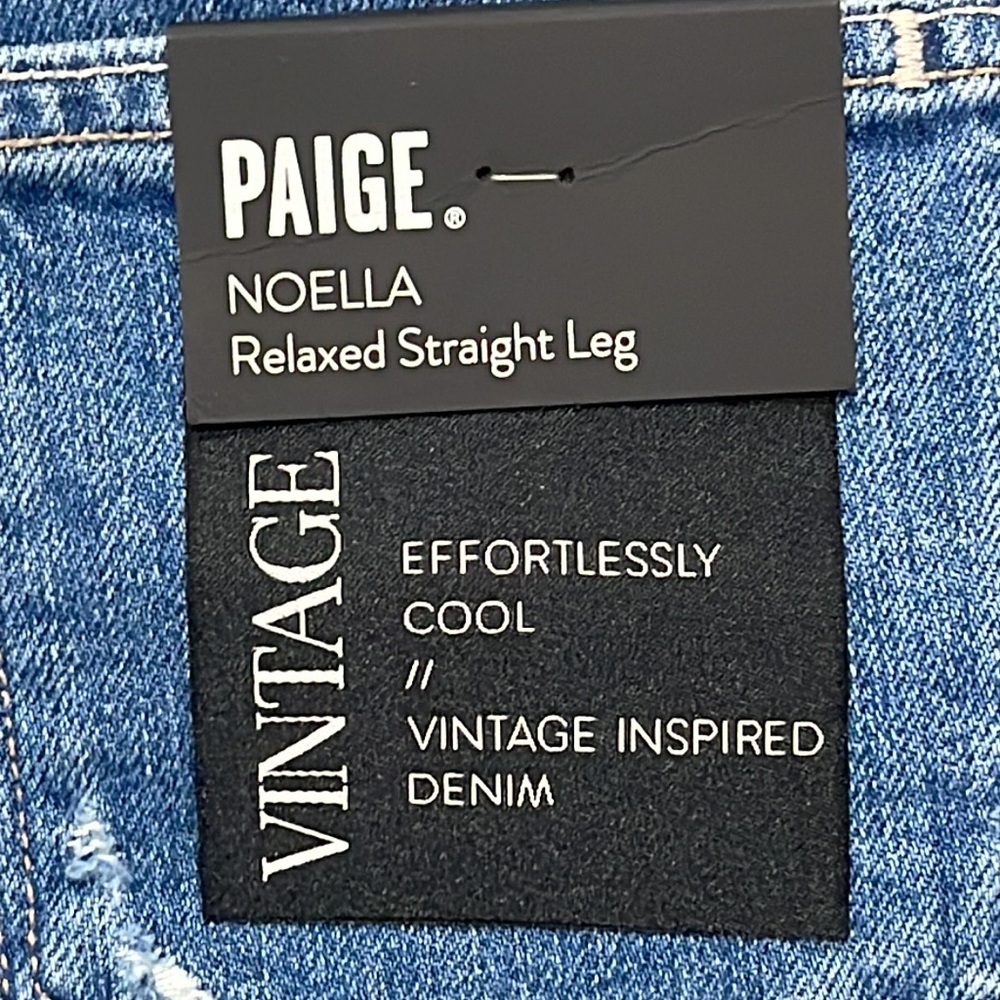 PAIGE®
NOELLA
Relaxed Straight Leg
VINTAGE
EFFORTLESSLY
COOL
//
VINTAGE INSPIRED
DENIM